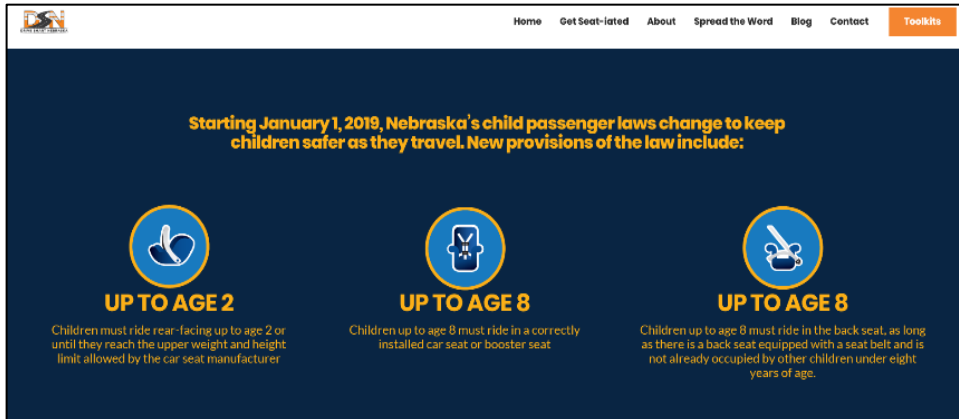 DSN
DRIVE SMART NEBRASKA
Home Get Seat-iated About Spread the Word Blog Contact Toolkits
Starting January 1, 2019, Nebraska's child passenger laws change to keep
children safer as they travel. New provisions of the law include:
UP TO AGE 2
Children must ride rear-facing up to age 2 or
until they reach the upper weight and height
limit allowed by the car seat manufacturer
UP TO AGE 8
Children up to age 8 must ride in a correctly
installed car seat or booster seat
UP TO AGE 8
Children up to age 8 must ride in the back seat, as long
as there is a back seat equipped with a seat belt and is
not already occupied by other children under eight
years of age.